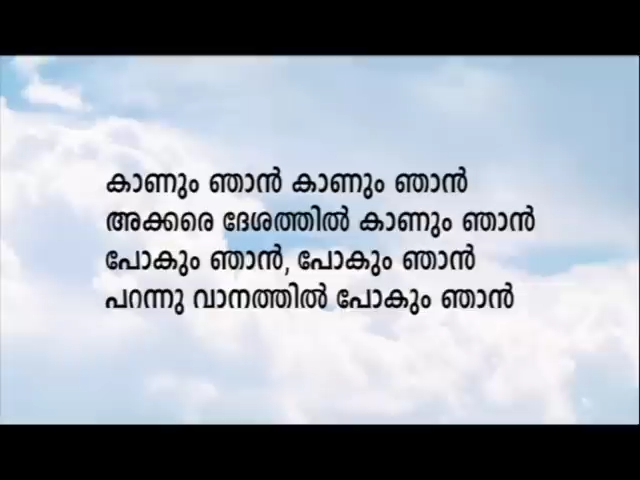 കാണും ഞാൻ കാണും ഞാൻ
അക്കരെ ദേശത്തിൽ കാണും ഞാൻ
പോകും ഞാൻ, പോകും ഞാൻ
പറന്നു വാനത്തിൽ പോകും ഞാൻ